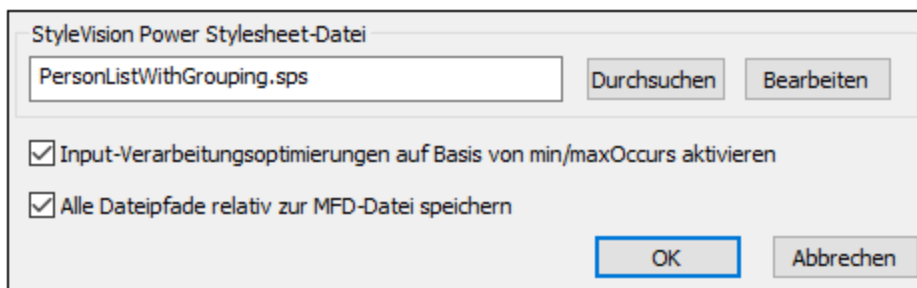 StyleVision Power Stylesheet-Datei
PersonListWithGrouping.sps Durchsuchen Bearbeiten
Input-Verarbeitungsoptimierungen auf Basis von min/maxOccurs aktivieren
Alle Dateipfade relativ zur MFD-Datei speichern
OK Abbrechen